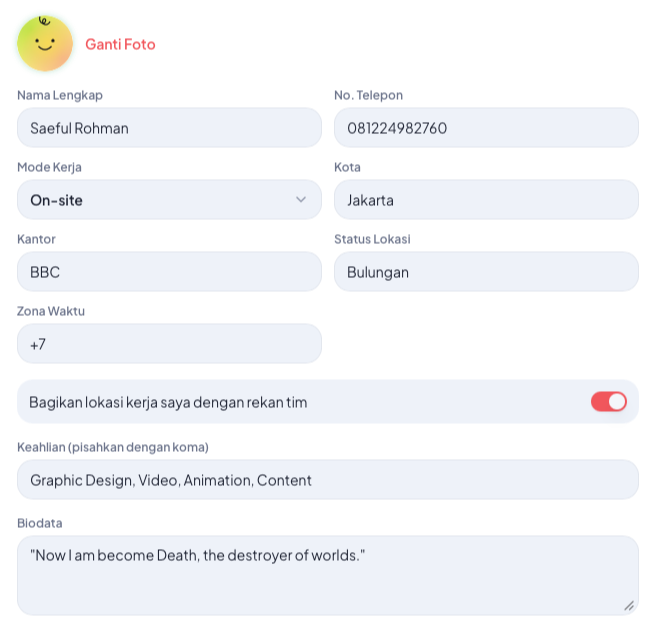 Ganti Foto
Nama Lengkap
No. Telepon
Saeful Rohman
081224982760
Mode Kerja
Kota
On-site
Jakarta
Kantor
Status Lokasi
BBC
Bulungan
Zona Waktu
+7
Bagikan lokasi kerja saya dengan rekan tim
Keahlian (pisahkan dengan koma)
Graphic Design, Video, Animation, Content
Biodata
"Now I am become Death, the destroyer of worlds."